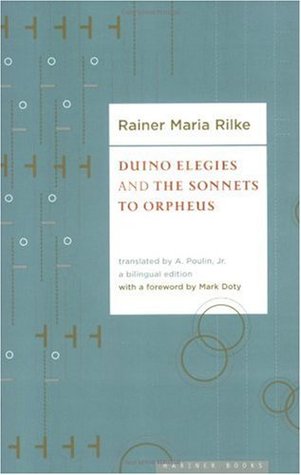 Rainer Maria Rilke
DUINO ELEGIES
AND THE SONNETS
TO ORPHEUS
translated by A. Poulin, Jr.
a bilingual edition
with a foreword by Mark Doty
MARINER BOOKS